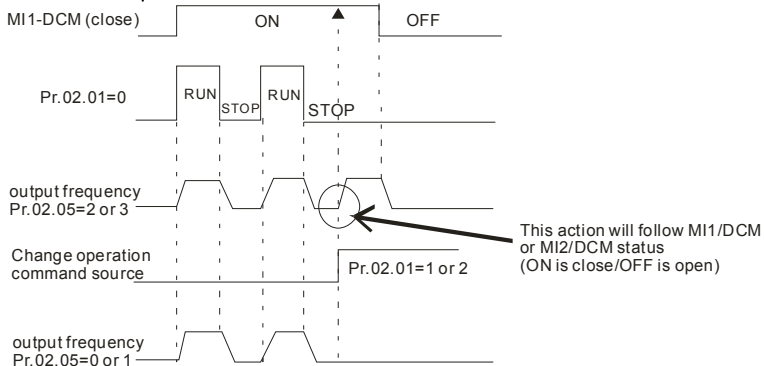 MI1-DCM (close)
ON
OFF
Pr.02.01=0
RUN
STOP
RUN
STOP
output frequency
Pr.02.05=2 or 3
This action will follow MI1/DCM
or MI2/DCM status
(ON is close/OFF is open)
Change operation
command source
Pr.02.01=1 or 2
output frequency
Pr.02.05=0 or 1